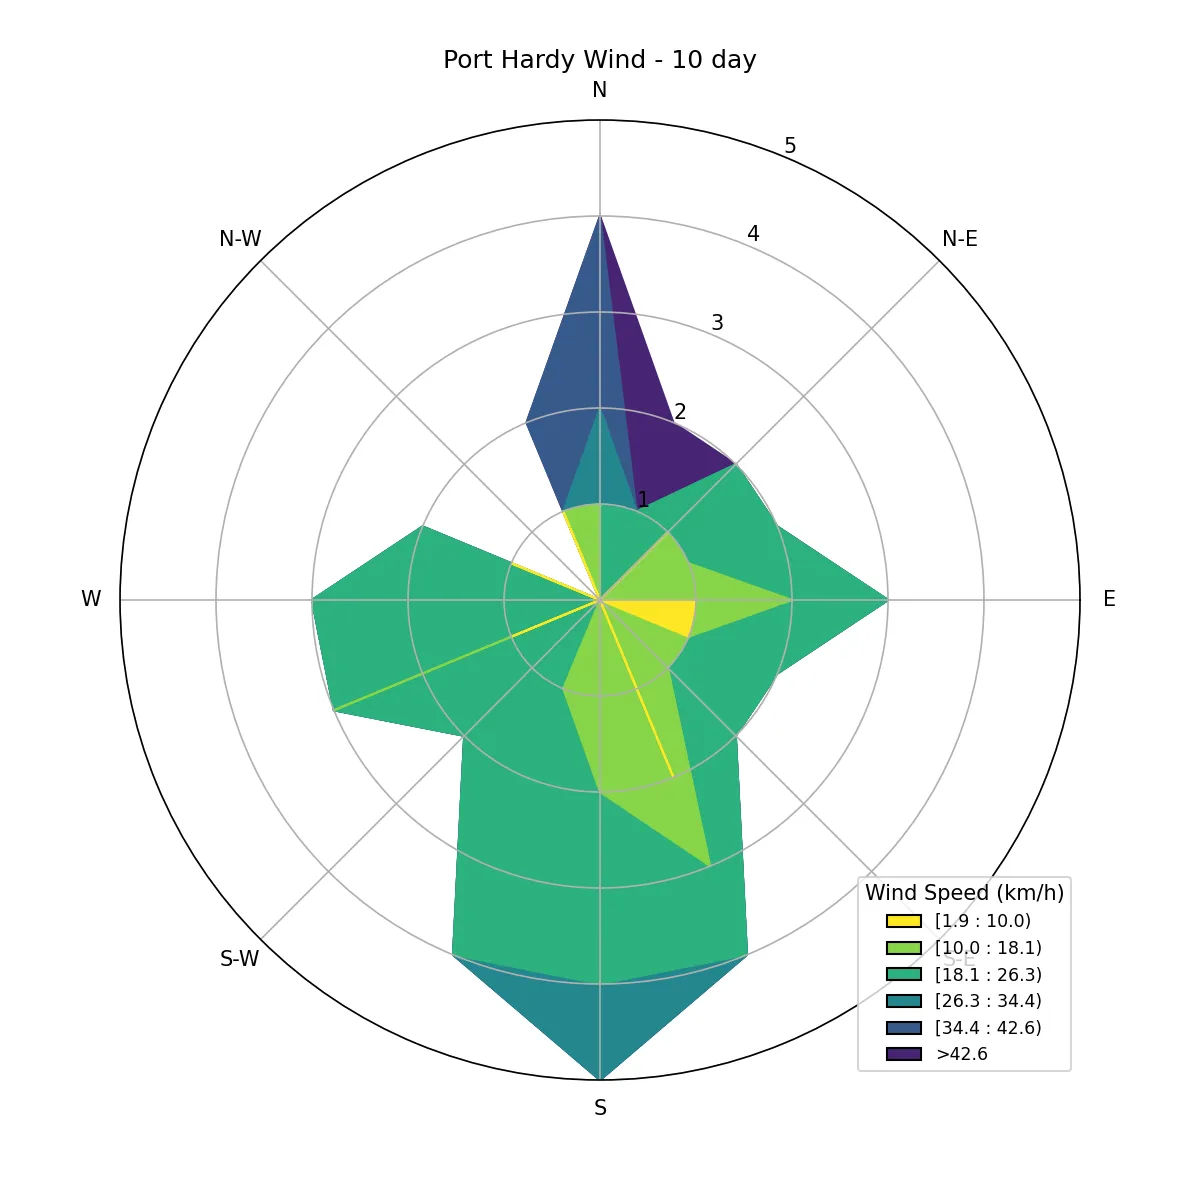 Port Hardy Wind - 10 day
N
5
N-W
N-E
4
3
2
1
W
E
Wind Speed (km/h)
[1.9 : 10.0)
[10.0 : 18.1)
[18.1 : 26.3)
[26.3 : 34.4)
[34.4 : 42.6)
>42.6
S-W
S-E
S